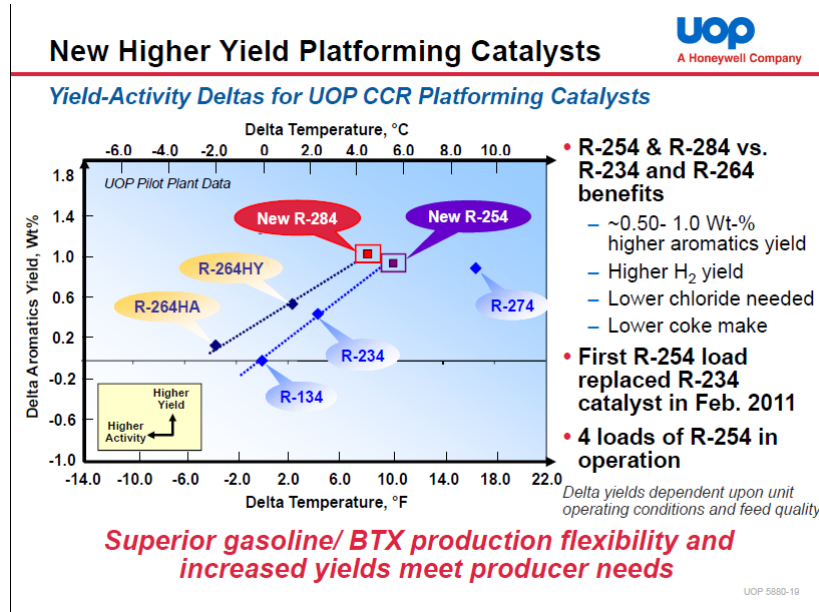 New Higher Yield Platforming Catalysts
uop
A Honeywell Company
Yield-Activity Deltas for UOP CCR Platforming Catalysts
Delta Temperature, °C
-6.0 -4.0 -2.0 0 2.0 4.0 6.0 8.0 10.0
UOP Pilot Plant Data
Delta Aromatics Yield, Wt%
1.8
1.4
1.0
0.6
0.2
-0.2
-0.6
-1.0
New R-284
New R-254
R-264HY
R-264HA
R-274
R-234
R-134
Higher
Yield
Higher
Activity
-14.0 -10.0 -6.0 -2.0 2.0 6.0 10.0 14.0 18.0 22.0
Delta Temperature, °F
• R-254 & R-284 vs.
R-234 and R-264
benefits
– ~0.50- 1.0 Wt-%
higher aromatics yield
– Higher H2 yield
– Lower chloride needed
– Lower coke make
• First R-254 load
replaced R-234
catalyst in Feb. 2011
• 4 loads of R-254 in
operation
Delta yields dependent upon unit
operating conditions and feed quality
Superior gasoline/ BTX production flexibility and
increased yields meet producer needs
UOP 5880-19